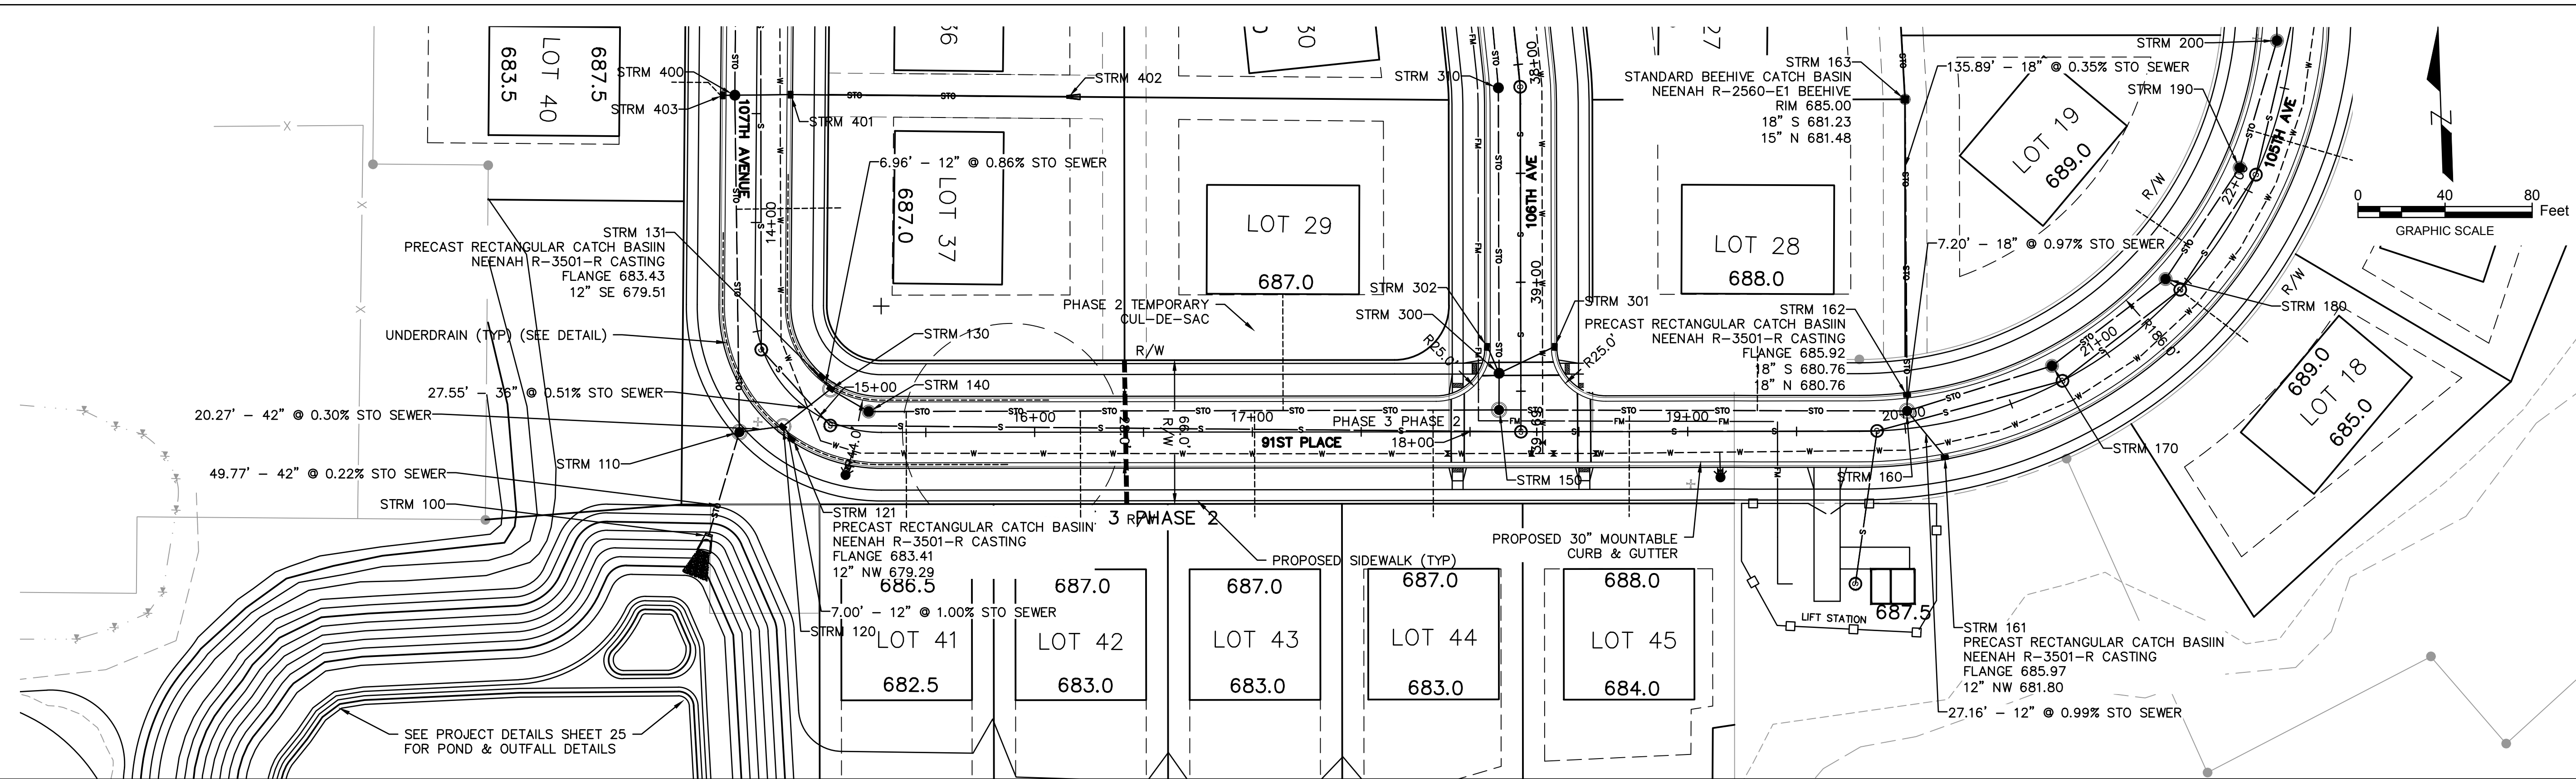 683.5
LOT 40
687.5
STRM 400
STRM 403
STO
107TH AVENUE
STRM 401
STRM 402
36
30
27
STRM 310
38+00
STRM 163
STANDARD BEEHIVE CATCH BASIN
NEENAH R-2560-E1 BEEHIVE
RIM 685.00
18" S 681.23
15" N 681.48
135.89' - 18" @ 0.35% STO SEWER
STRM 200
STRM 190
105TH AVE
LOT 19
689.0
Z
0 40 80 Feet
GRAPHIC SCALE
6.96' - 12" @ 0.86% STO SEWER
LOT 37
687.0
14+00
LOT 29
687.0
106TH AVE
39+00
LOT 28
688.0
22+00
R/W
7.20' - 18" @ 0.97% STO SEWER
STRM 131
PRECAST RECTANGULAR CATCH BASIIN
NEENAH R-3501-R CASTING
FLANGE 683.43
12" SE 679.51
UNDERDRAIN (TYP) (SEE DETAIL)
PHASE 2 TEMPORARY
CUL-DE-SAC
STRM 302
STRM 300
STRM 301
STRM 162
PRECAST RECTANGULAR CATCH BASIIN
NEENAH R-3501-R CASTING
FLANGE 685.92
18" S 680.76
18" N 680.76
R/W
STRM 180
21+00
STRM 130
R/W
R25.0'
R25.0'
27.55' - 36" @ 0.51% STO SEWER
15+00
STRM 140
20.27' - 42" @ 0.30% STO SEWER
16+00
66.0'
R/W
17+00
PHASE 3 PHASE 2
18+00
19+00
20+00
FM
S
W
91ST PLACE
STRM 110
49.77' - 42" @ 0.22% STO SEWER
STRM 100
STRM 150
STRM 160
STRM 170
689.0
LOT 18
685.0
3 PHASE 2
STRM 121
PRECAST RECTANGULAR CATCH BASIIN
NEENAH R-3501-R CASTING
FLANGE 683.41
12" NW 679.29
PROPOSED SIDEWALK (TYP)
PROPOSED 30" MOUNTABLE
CURB & GUTTER
686.5
687.0
687.0
687.0
688.0
7.00' - 12" @ 1.00% STO SEWER
STRM 120
LOT 41
LOT 42
LOT 43
LOT 44
LOT 45
682.5
683.0
683.0
683.0
684.0
LIFT STATION
687.5
STRM 161
PRECAST RECTANGULAR CATCH BASIIN
NEENAH R-3501-R CASTING
FLANGE 685.97
12" NW 681.80
27.16' - 12" @ 0.99% STO SEWER
SEE PROJECT DETAILS SHEET 25
FOR POND & OUTFALL DETAILS